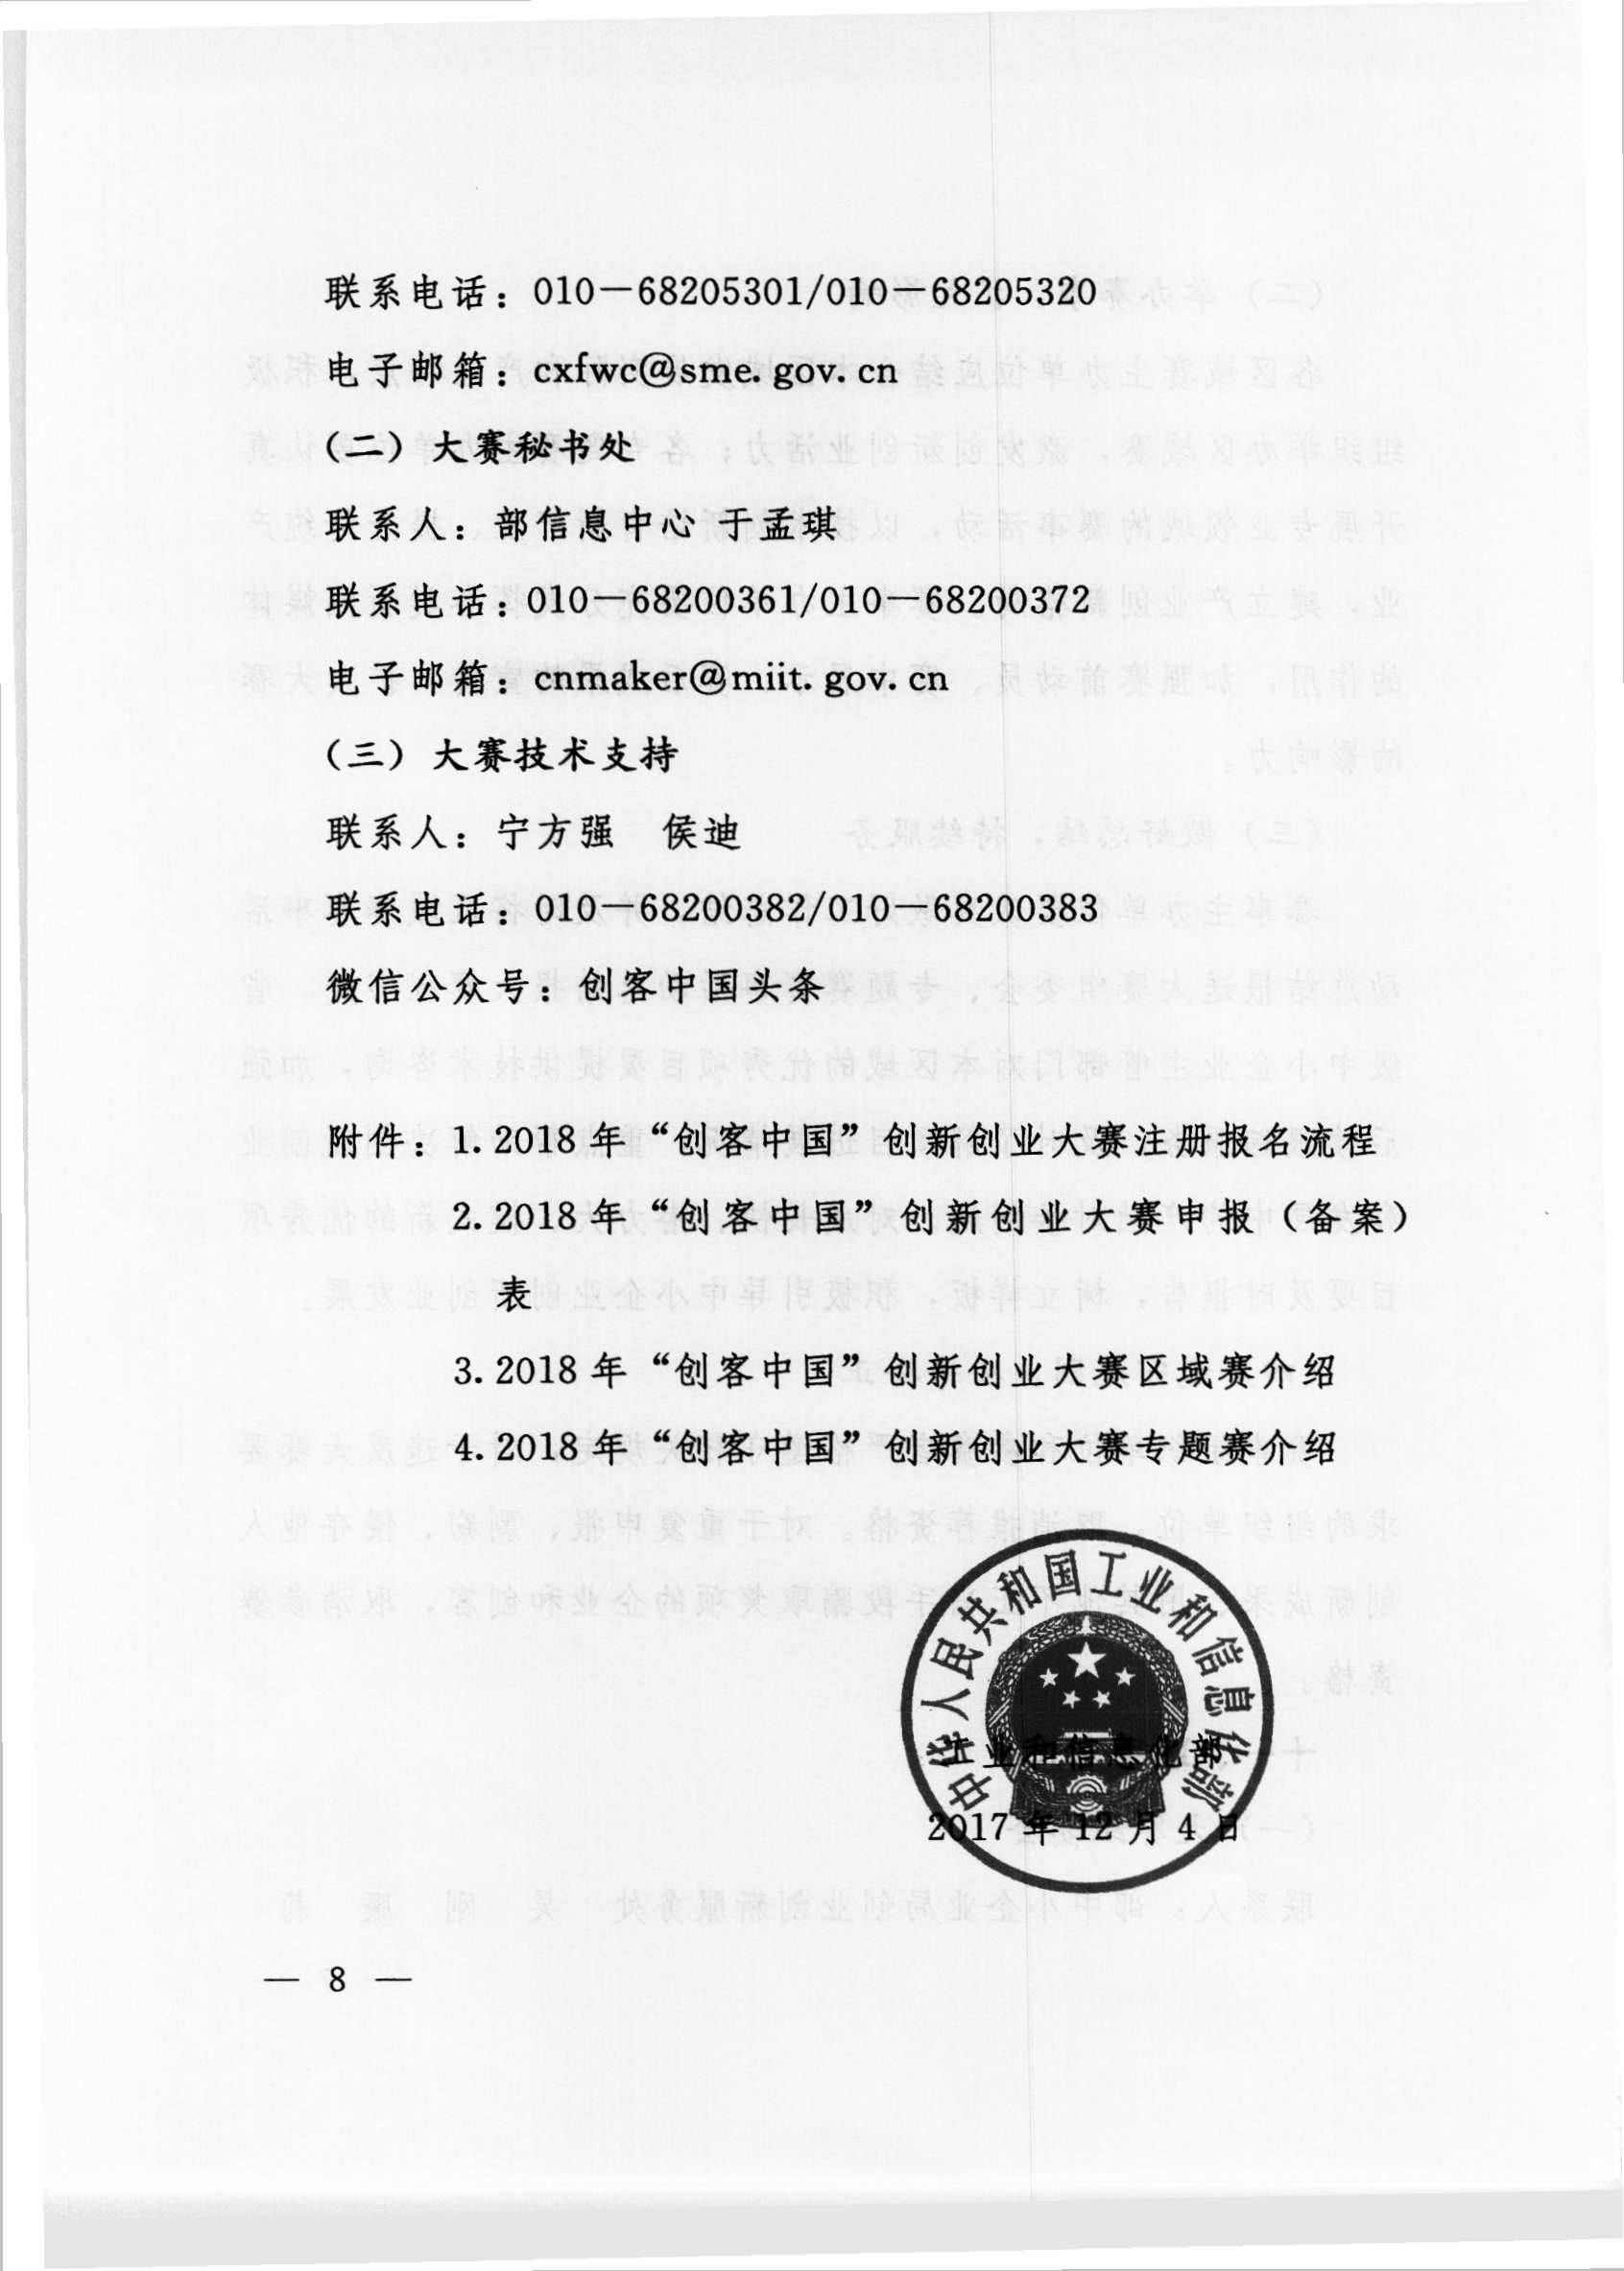 联系电话：010—68205301/010—68205320
电子邮箱：cxfwc@sme.gov.cn
（二）大赛秘书处
联系人：部信息中心 于孟琪
联系电话：010—68200361/010—68200372
电子邮箱：cnmaker@miit.gov.cn
（三）大赛技术支持
联系人：宁方强　侯迪
联系电话：010—68200382/010—68200383
微信公众号：创客中国头条
附件：1.2018年“创客中国”创新创业大赛注册报名流程
2.2018年“创客中国”创新创业大赛申报（备案）
表
3.2018年“创客中国”创新创业大赛区域赛介绍
4.2018年“创客中国”创新创业大赛专题赛介绍
中华人民共和国工业和信息化部
工业和信息化部
2017年12月4日
— 8 —